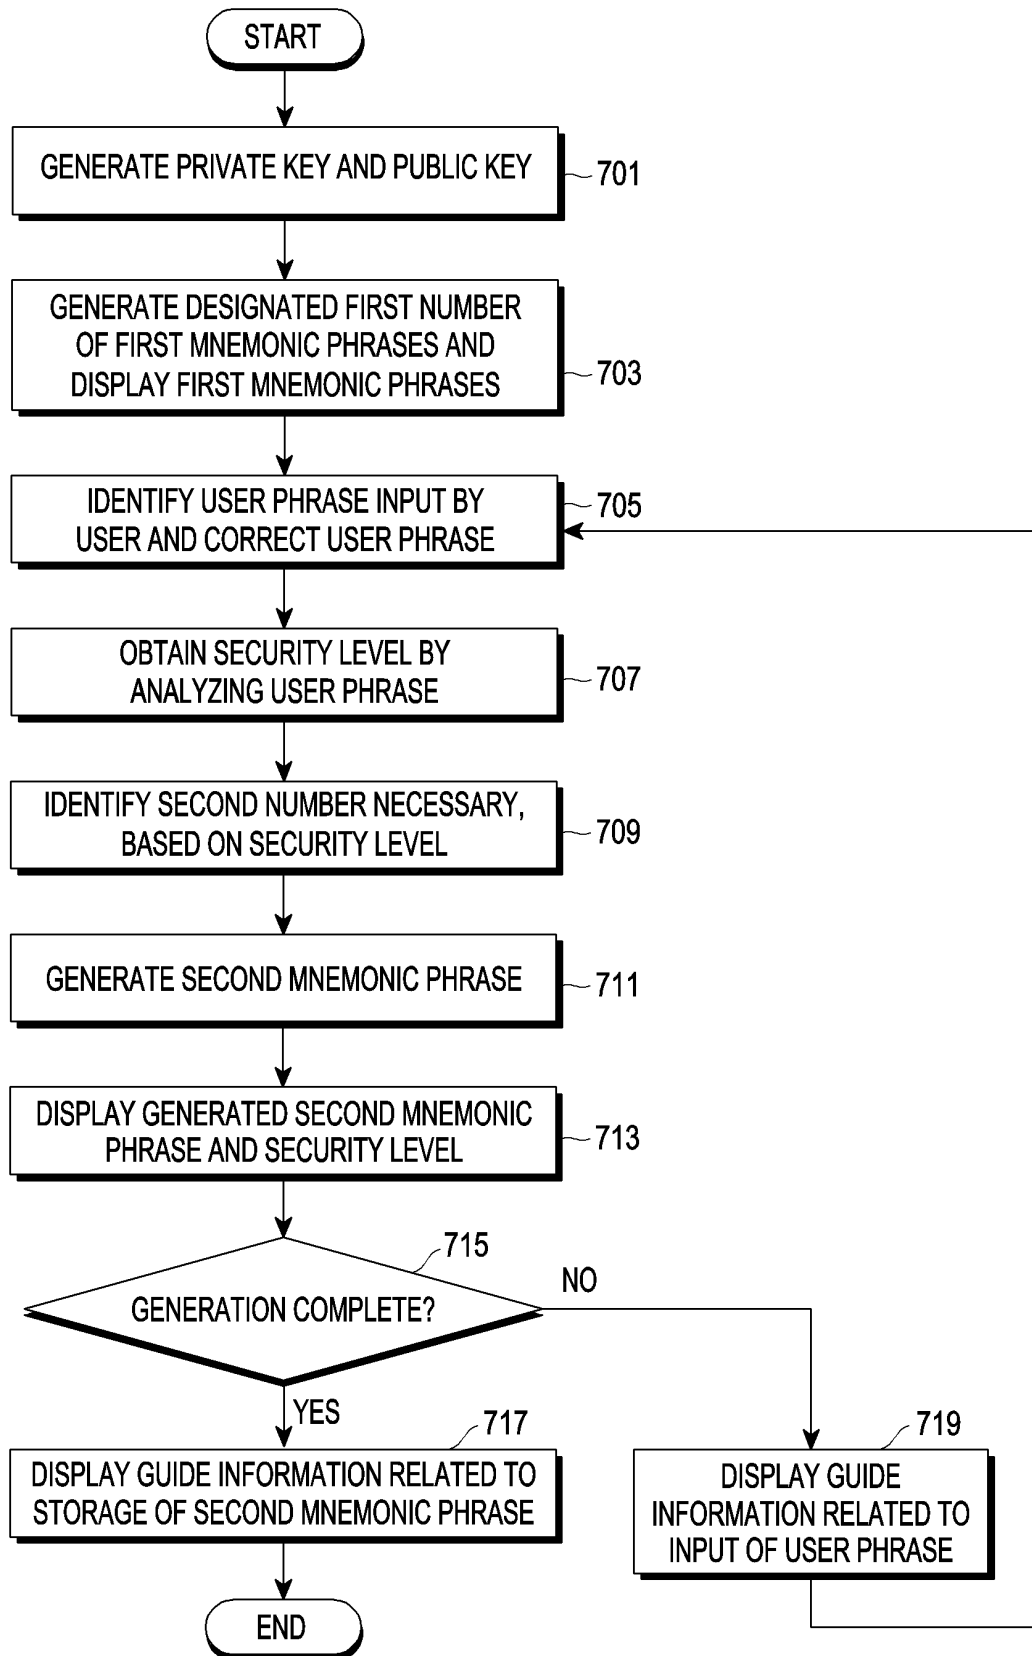 START
GENERATE PRIVATE KEY AND PUBLIC KEY
701
GENERATE DESIGNATED FIRST NUMBER
OF FIRST MNEMONIC PHRASES AND
DISPLAY FIRST MNEMONIC PHRASES
703
IDENTIFY USER PHRASE INPUT BY
USER AND CORRECT USER PHRASE
705
OBTAIN SECURITY LEVEL BY
ANALYZING USER PHRASE
707
IDENTIFY SECOND NUMBER NECESSARY,
BASED ON SECURITY LEVEL
709
GENERATE SECOND MNEMONIC PHRASE
711
DISPLAY GENERATED SECOND MNEMONIC
PHRASE AND SECURITY LEVEL
713
715
GENERATION COMPLETE?
NO
YES
717
DISPLAY GUIDE INFORMATION RELATED TO
STORAGE OF SECOND MNEMONIC PHRASE
719
DISPLAY GUIDE
INFORMATION RELATED TO
INPUT OF USER PHRASE
END